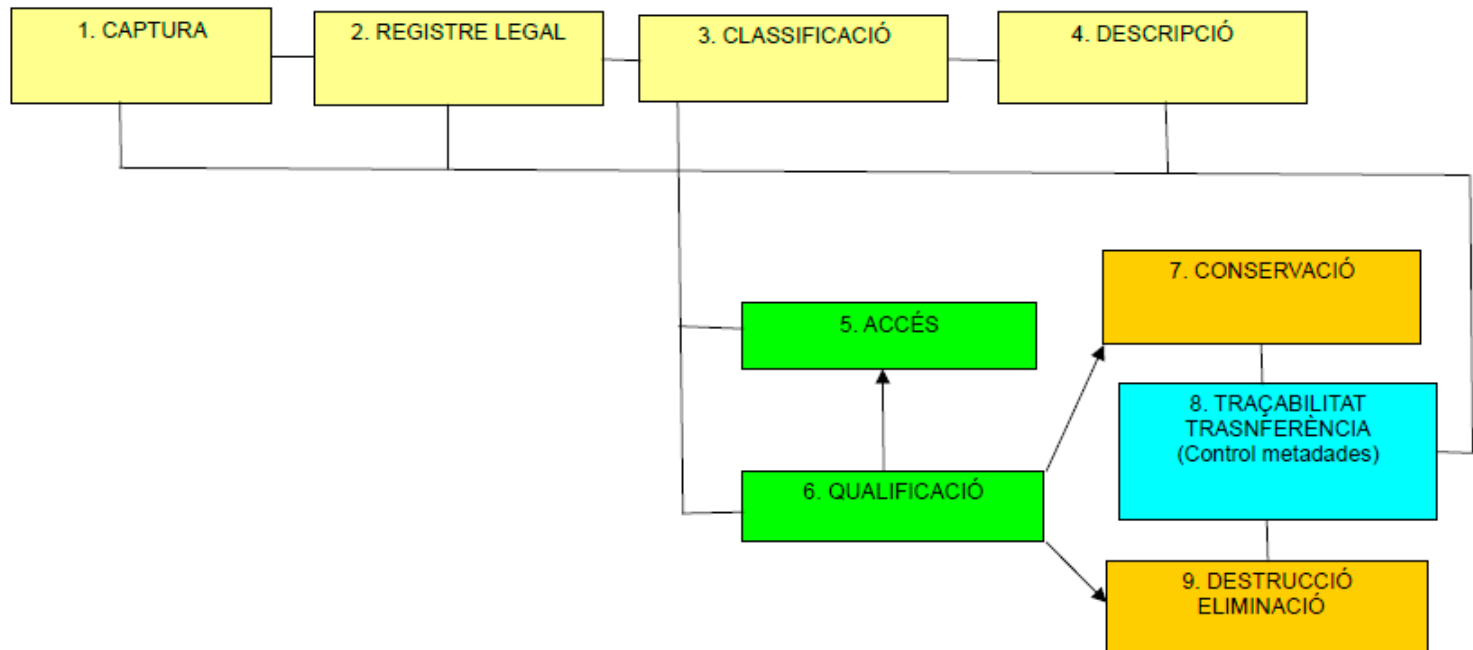 1. CAPTURA
2. REGISTRE LEGAL
3. CLASSIFICACIÓ
4. DESCRIPCIÓ
5. ACCÉS
6. QUALIFICACIÓ
7. CONSERVACIÓ
8. TRAÇABILITAT
TRASNFERÈNCIA
(Control metadades)
9. DESTRUCCIÓ
ELIMINACIÓ